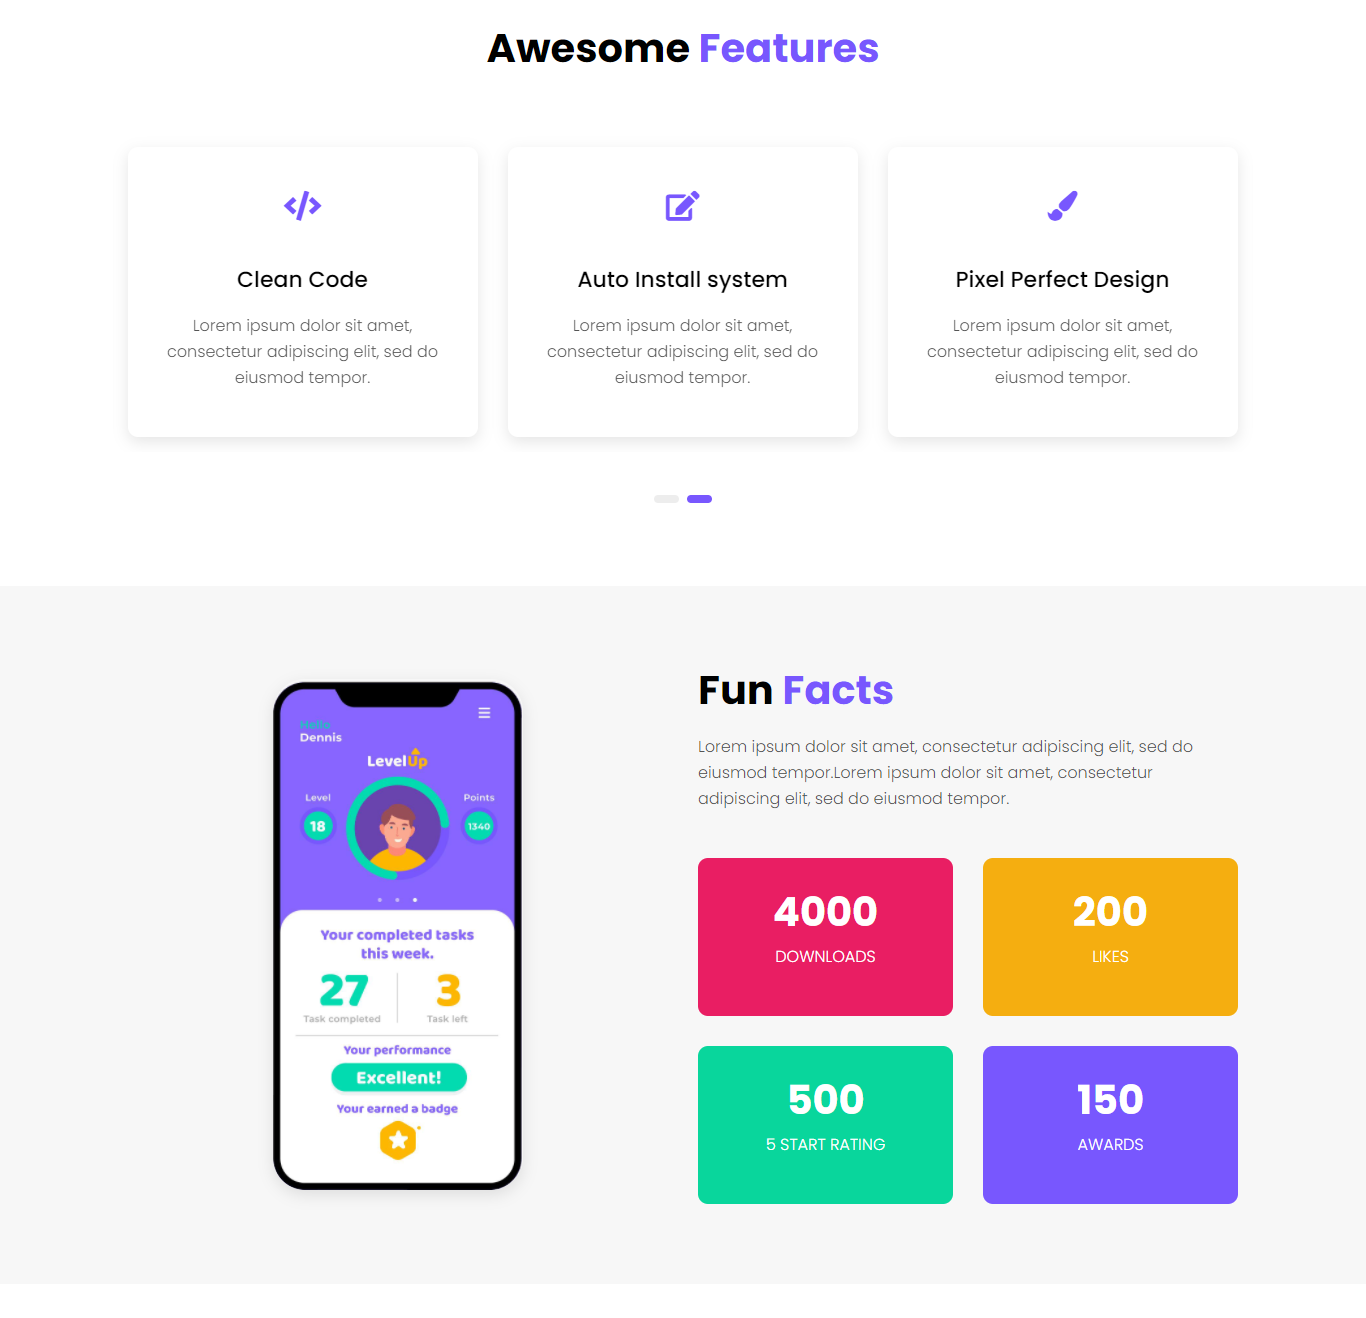 Awesome Features
Clean Code
Lorem ipsum dolor sit amet,
consectetur adipiscing elit, sed do
eiusmod tempor.
Auto Install system
Lorem ipsum dolor sit amet,
consectetur adipiscing elit, sed do
eiusmod tempor.
Pixel Perfect Design
Lorem ipsum dolor sit amet,
consectetur adipiscing elit, sed do
eiusmod tempor.
Hello
Dennis
LevelUp
Level
18
Points
1340
Your completed tasks
this week.
27
Task completed
3
Task left
Your performance
Excellent!
Your earned a badge
Fun Facts
Lorem ipsum dolor sit amet, consectetur adipiscing elit, sed do
eiusmod tempor.Lorem ipsum dolor sit amet, consectetur
adipiscing elit, sed do eiusmod tempor.
4000
DOWNLOADS
200
LIKES
500
5 START RATING
150
AWARDS